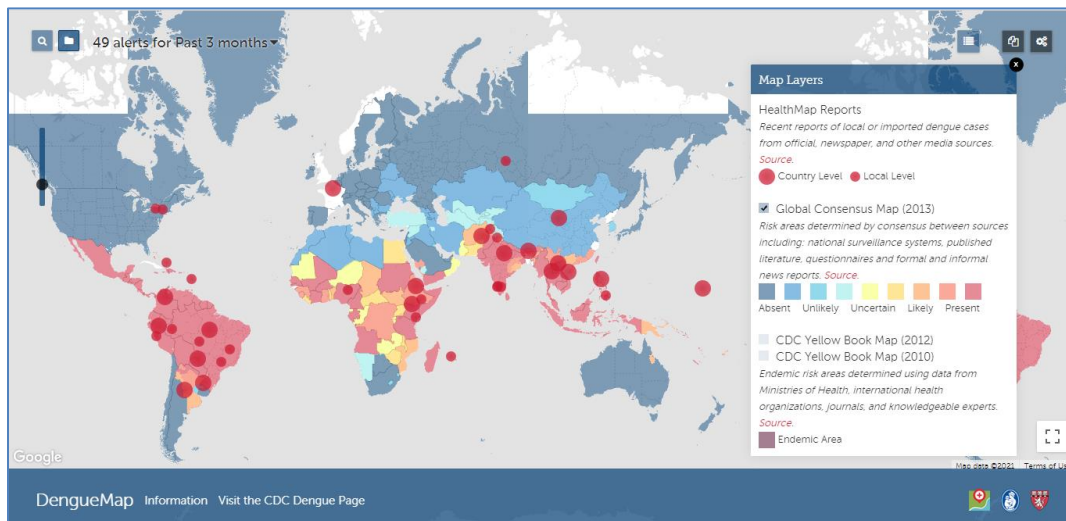 49 alerts for Past 3 months
Map Layers
x
HealthMap Reports
Recent reports of local or imported dengue cases
from official, newspaper, and other media sources.
Source.
Country Level Local Level
Global Consensus Map (2013)
Risk areas determined by consensus between sources
including: national surveillance systems, published
literature, questionnaires and formal and informal
news reports. Source.
Absent Unlikely Uncertain Likely Present
CDC Yellow Book Map (2012)
CDC Yellow Book Map (2010)
Endemic risk areas determined using data from
Ministries of Health, international health
organizations, journals, and knowledgeable experts.
Source.
Endemic Area
Google
Map data ©2021 Terms of Us
DengueMap Information Visit the CDC Dengue Page